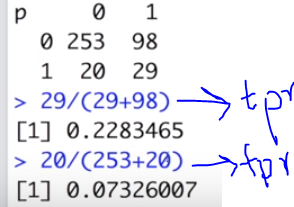 p 0 1
0 253 98
1 20 29
> 29/(29+98) → tpr
[1] 0.2283465
> 20/(253+20) → fpr
[1] 0.07326007